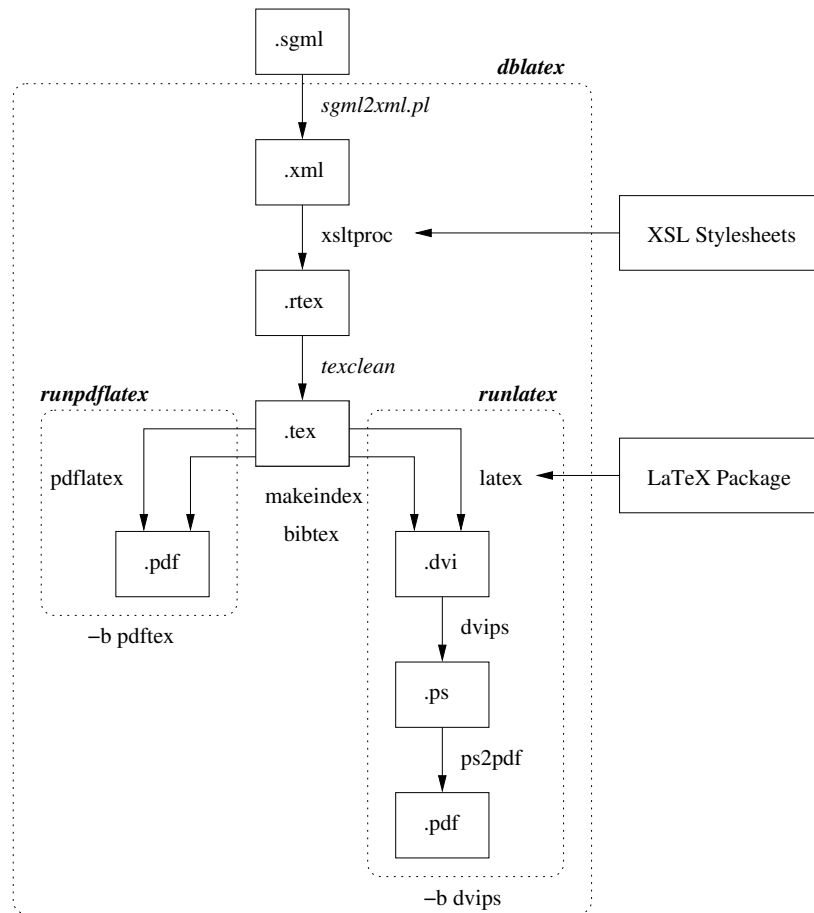 .sgml
dblatex
sgml2xml.pl
.xml
xsltproc
XSL Stylesheets
.rtex
texclean
runpdflatex
runlatex
.tex
pdflatex
latex
LaTeX Package
makeindex
bibtex
.pdf
.dvi
−b pdftex
dvips
.ps
ps2pdf
.pdf
−b dvips